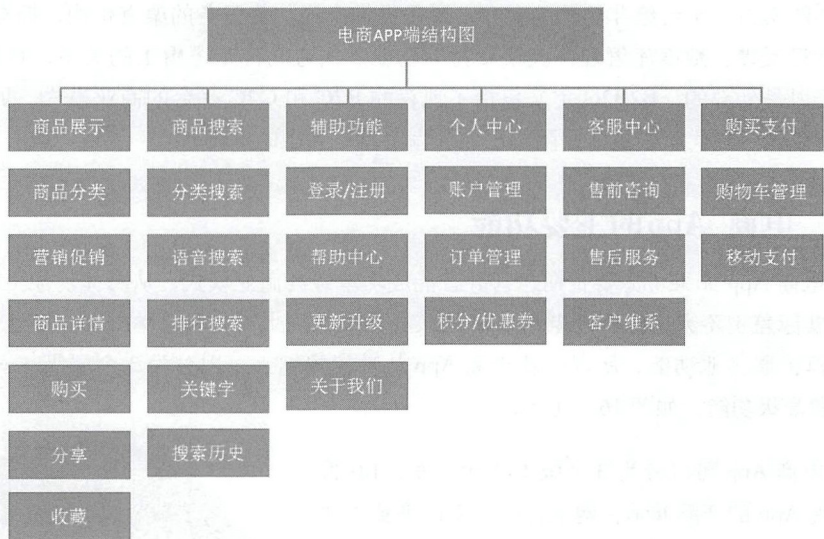 电商APP端结构图
商品展示 商品搜索 辅助功能 个人中心 客服中心 购买支付
商品分类 分类搜索 登录/注册 账户管理 售前咨询 购物车管理
营销促销 语音搜索 帮助中心 订单管理 售后服务 移动支付
商品详情 排行搜索 更新升级 积分/优惠券 客户维系
购买 关键字 关于我们
分享 搜索历史
收藏